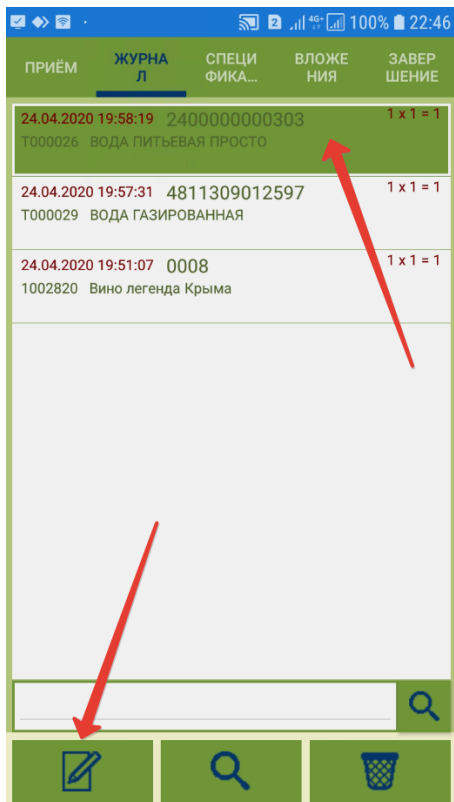 2 4G+ 100% 22:46
ПРИЁМ
ЖУРНА
Л
СПЕЦИ
ФИКА...
ВЛОЖЕ
НИЯ
ЗАВЕР
ШЕНИЕ
24.04.2020 19:58:19 2400000000303 1 x 1 = 1
T000026 ВОДА ПИТЬЕВАЯ ПРОСТО
24.04.2020 19:57:31 4811309012597 1 x 1 = 1
T000029 ВОДА ГАЗИРОВАННАЯ
24.04.2020 19:51:07 0008 1 x 1 = 1
1002820 Вино легенда Крыма